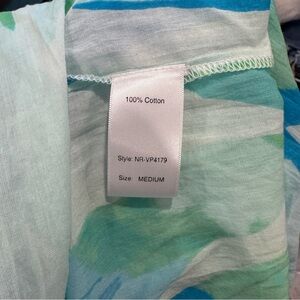 100% Cotton
Style: NR-VP4179
Size: MEDIUM